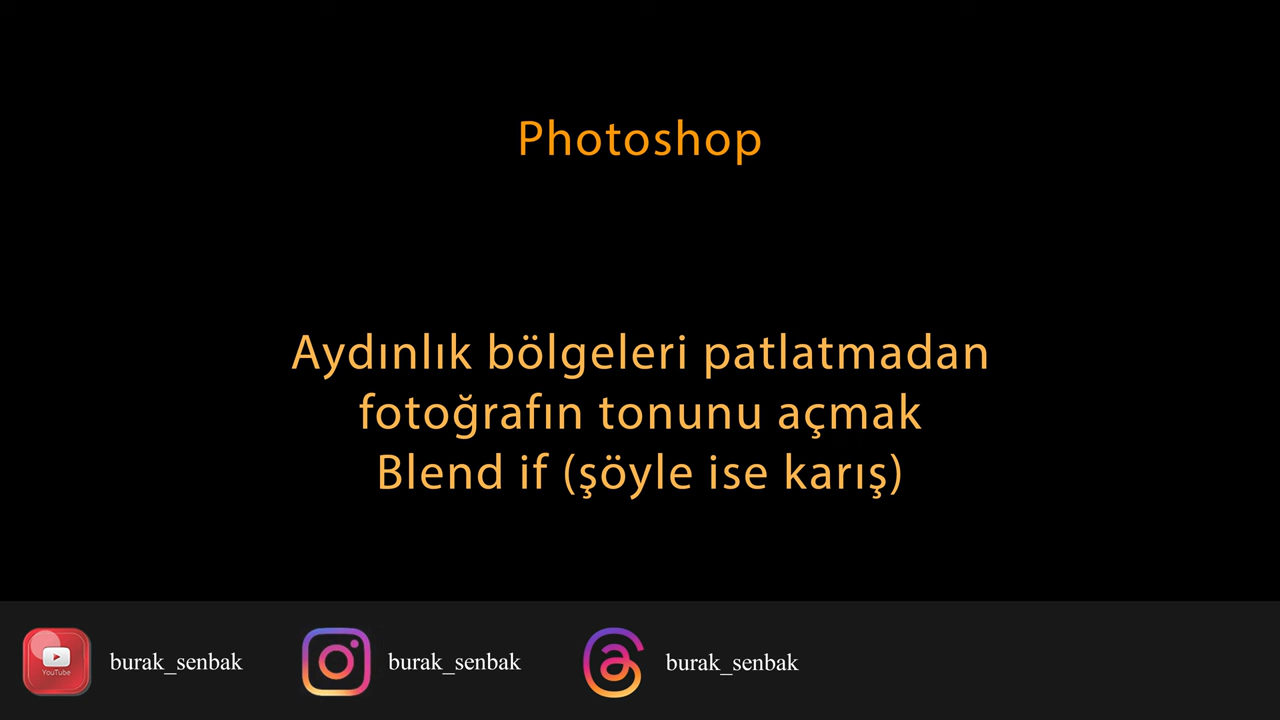 Photoshop
Aydınlık bölgeleri patlatmadan
fotoğrafın tonunu açmak
Blend if (şöyle ise karış)
YouTube
burak_senbak
burak_senbak
burak_senbak